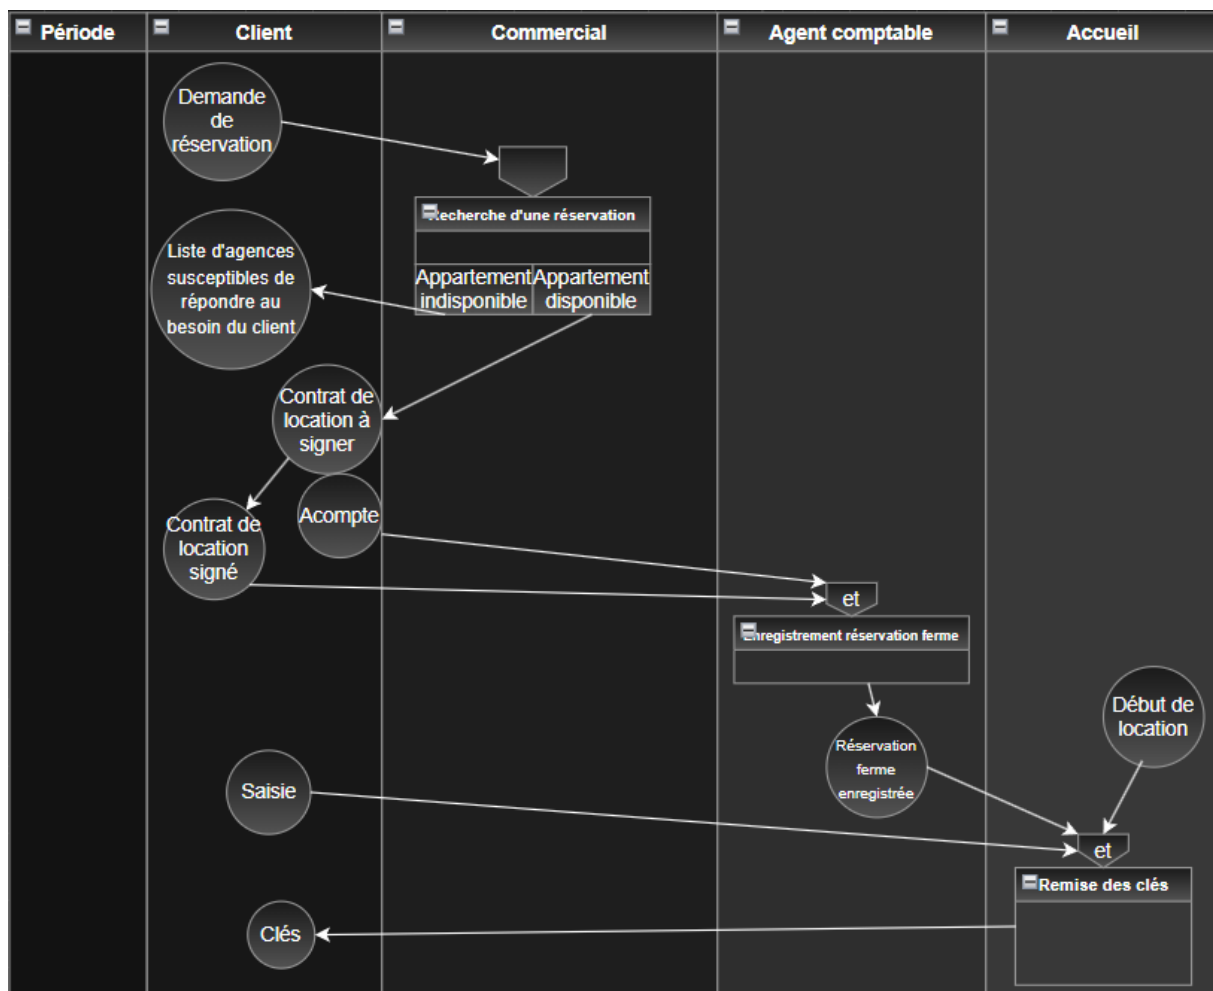 Période
Client
Commercial
Agent comptable
Accueil
Demande
de
réservation
Recherche d'une réservation
Appartement
indisponible
Appartement
disponible
Liste d'agences
susceptibles de
répondre au
besoin du client
Contrat de
location à
signer
Acompte
Contrat de
location
signé
et
Enregistrement réservation ferme
Début de
location
Réservation
ferme
enregistrée
Saisie
et
Remise des clés
Clés